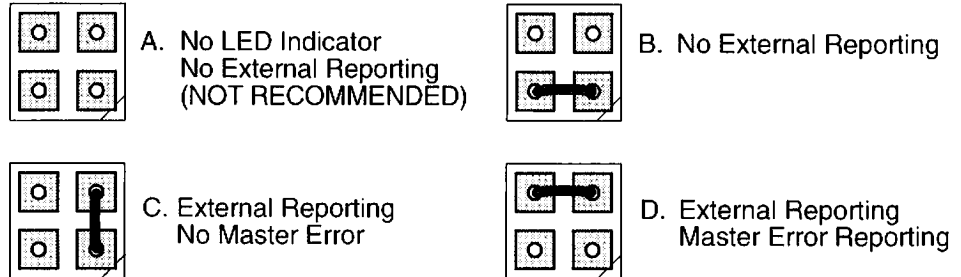 A. No LED Indicator
No External Reporting
(NOT RECOMMENDED)
B. No External Reporting
C. External Reporting
No Master Error
D. External Reporting
Master Error Reporting